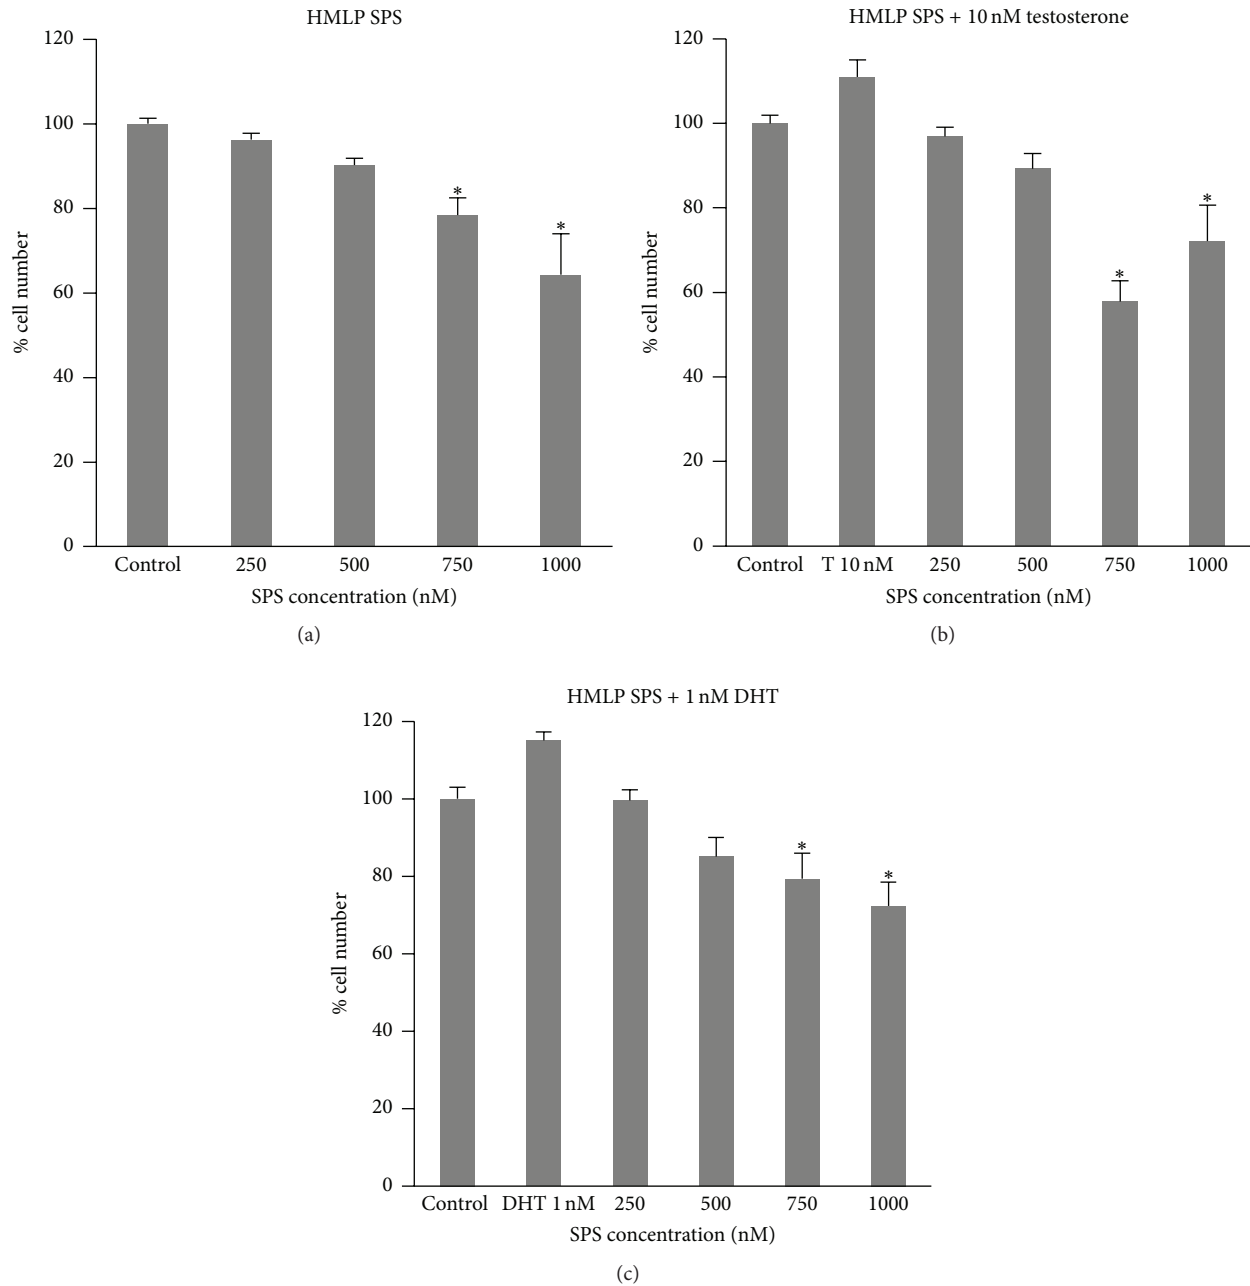 HMLP SPS
120
100
80
60
40
20
0
% cell number
*
*
Control 250 500 750 1000
SPS concentration (nM)
(a)
HMLP SPS + 10 nM testosterone
120
100
80
60
40
20
0
% cell number
*
*
Control T 10 nM 250 500 750 1000
SPS concentration (nM)
(b)
HMLP SPS + 1 nM DHT
120
100
80
60
40
20
0
% cell number
*
*
Control DHT 1 nM 250 500 750 1000
SPS concentration (nM)
(c)